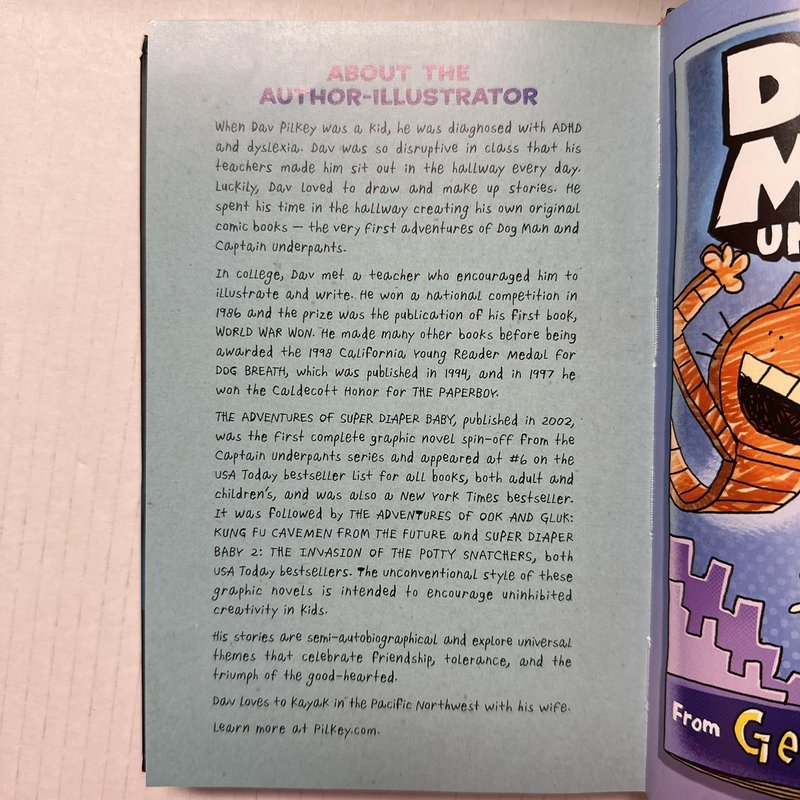 ABOUT THE
AUTHOR-ILLUSTRATOR
When Dav Pilkey was a kid, he was diagnosed with ADHD
and dyslexia. Dav was so disruptive in class that his
teachers made him sit out in the hallway every day.
Luckily, Dav loved to draw and make up stories. He
spent his time in the hallway creating his own original
comic books — the very first adventures of Dog Man and
Captain Underpants.
In college, Dav met a teacher who encouraged him to
illustrate and write. He won a national competition in
1986 and the prize was the publication of his first book,
WORLD WAR WON. He made many other books before being
awarded the 1998 California Young Reader Medal for
DOG BREATH, which was published in 1994, and in 1997 he
won the Caldecott Honor for THE PAPERBOY.
THE ADVENTURES OF SUPER DIAPER BABY, published in 2002,
was the first complete graphic novel spin-off from the
Captain Underpants series and appeared at #6 on the
USA Today bestseller list for all books, both adult and
children's, and was also a New York Times bestseller.
It was followed by THE ADVENTURES OF OOK AND GLUK:
KUNG FU CAVEMEN FROM THE FUTURE and SUPER DIAPER
BABY 2: THE INVASION OF THE POTTY SNATCHERS, both
USA Today bestsellers. The unconventional style of these
graphic novels is intended to encourage uninhibited
creativity in kids.
His stories are semi-autobiographical and explore universal
themes that celebrate friendship, tolerance, and the
triumph of the good-hearted.
Dav loves to kayak in the Pacific Northwest with his wife.
Learn more at Pilkey.com.
D
M
UN
From Ge